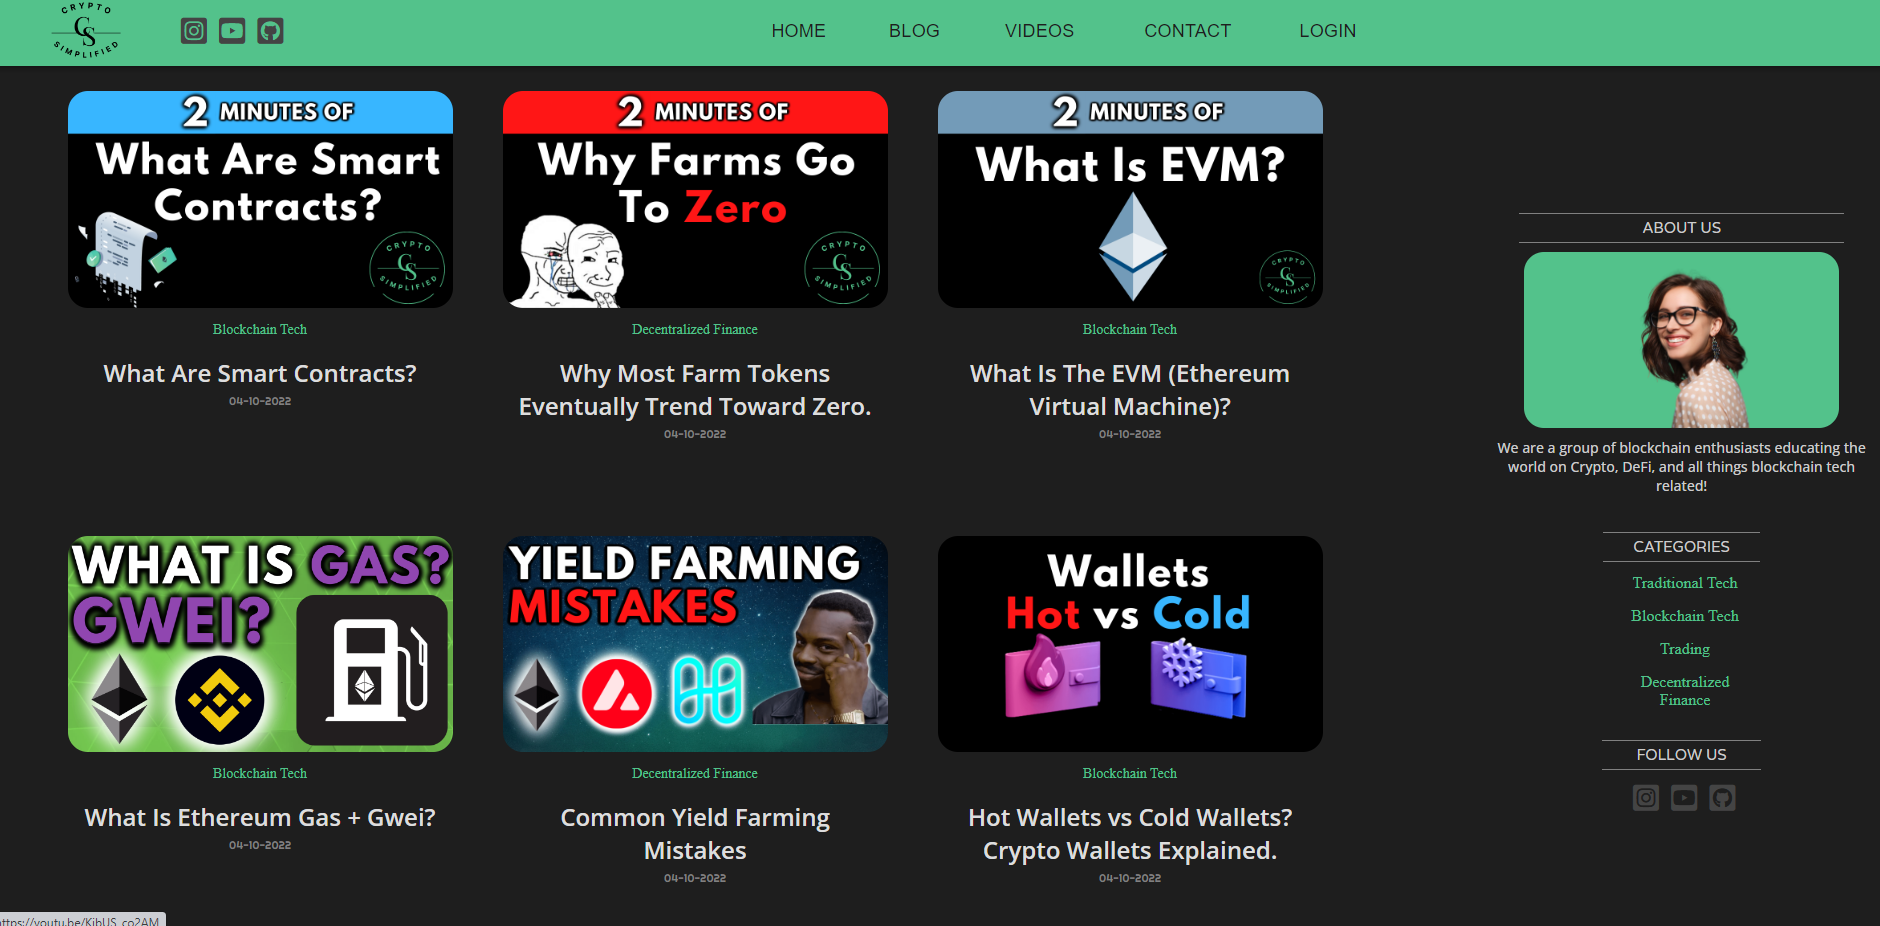 CRYPTO
CS
SIMPLIFIED
HOME
BLOG
VIDEOS
CONTACT
LOGIN
2 MINUTES OF
What Are Smart
Contracts?
CRYPTO
CS
SIMPLIFIED
Blockchain Tech
What Are Smart Contracts?
04-10-2022
2 MINUTES OF
Why Farms Go
To Zero
CRYPTO
CS
SIMPLIFIED
Decentralized Finance
Why Most Farm Tokens
Eventually Trend Toward Zero.
04-10-2022
2 MINUTES OF
What Is EVM?
CRYPTO
CS
SIMPLIFIED
Blockchain Tech
What Is The EVM (Ethereum
Virtual Machine)?
04-10-2022
WHAT IS GAS?
GWEI?
Blockchain Tech
What Is Ethereum Gas + Gwei?
04-10-2022
YIELD FARMING
MISTAKES
Decentralized Finance
Common Yield Farming
Mistakes
04-10-2022
Wallets
Hot vs Cold
Blockchain Tech
Hot Wallets vs Cold Wallets?
Crypto Wallets Explained.
04-10-2022
ABOUT US
We are a group of blockchain enthusiasts educating the
world on Crypto, DeFi, and all things blockchain tech
related!
CATEGORIES
Traditional Tech
Blockchain Tech
Trading
Decentralized
Finance
FOLLOW US
https://youtu.be/KibUS_co2AM